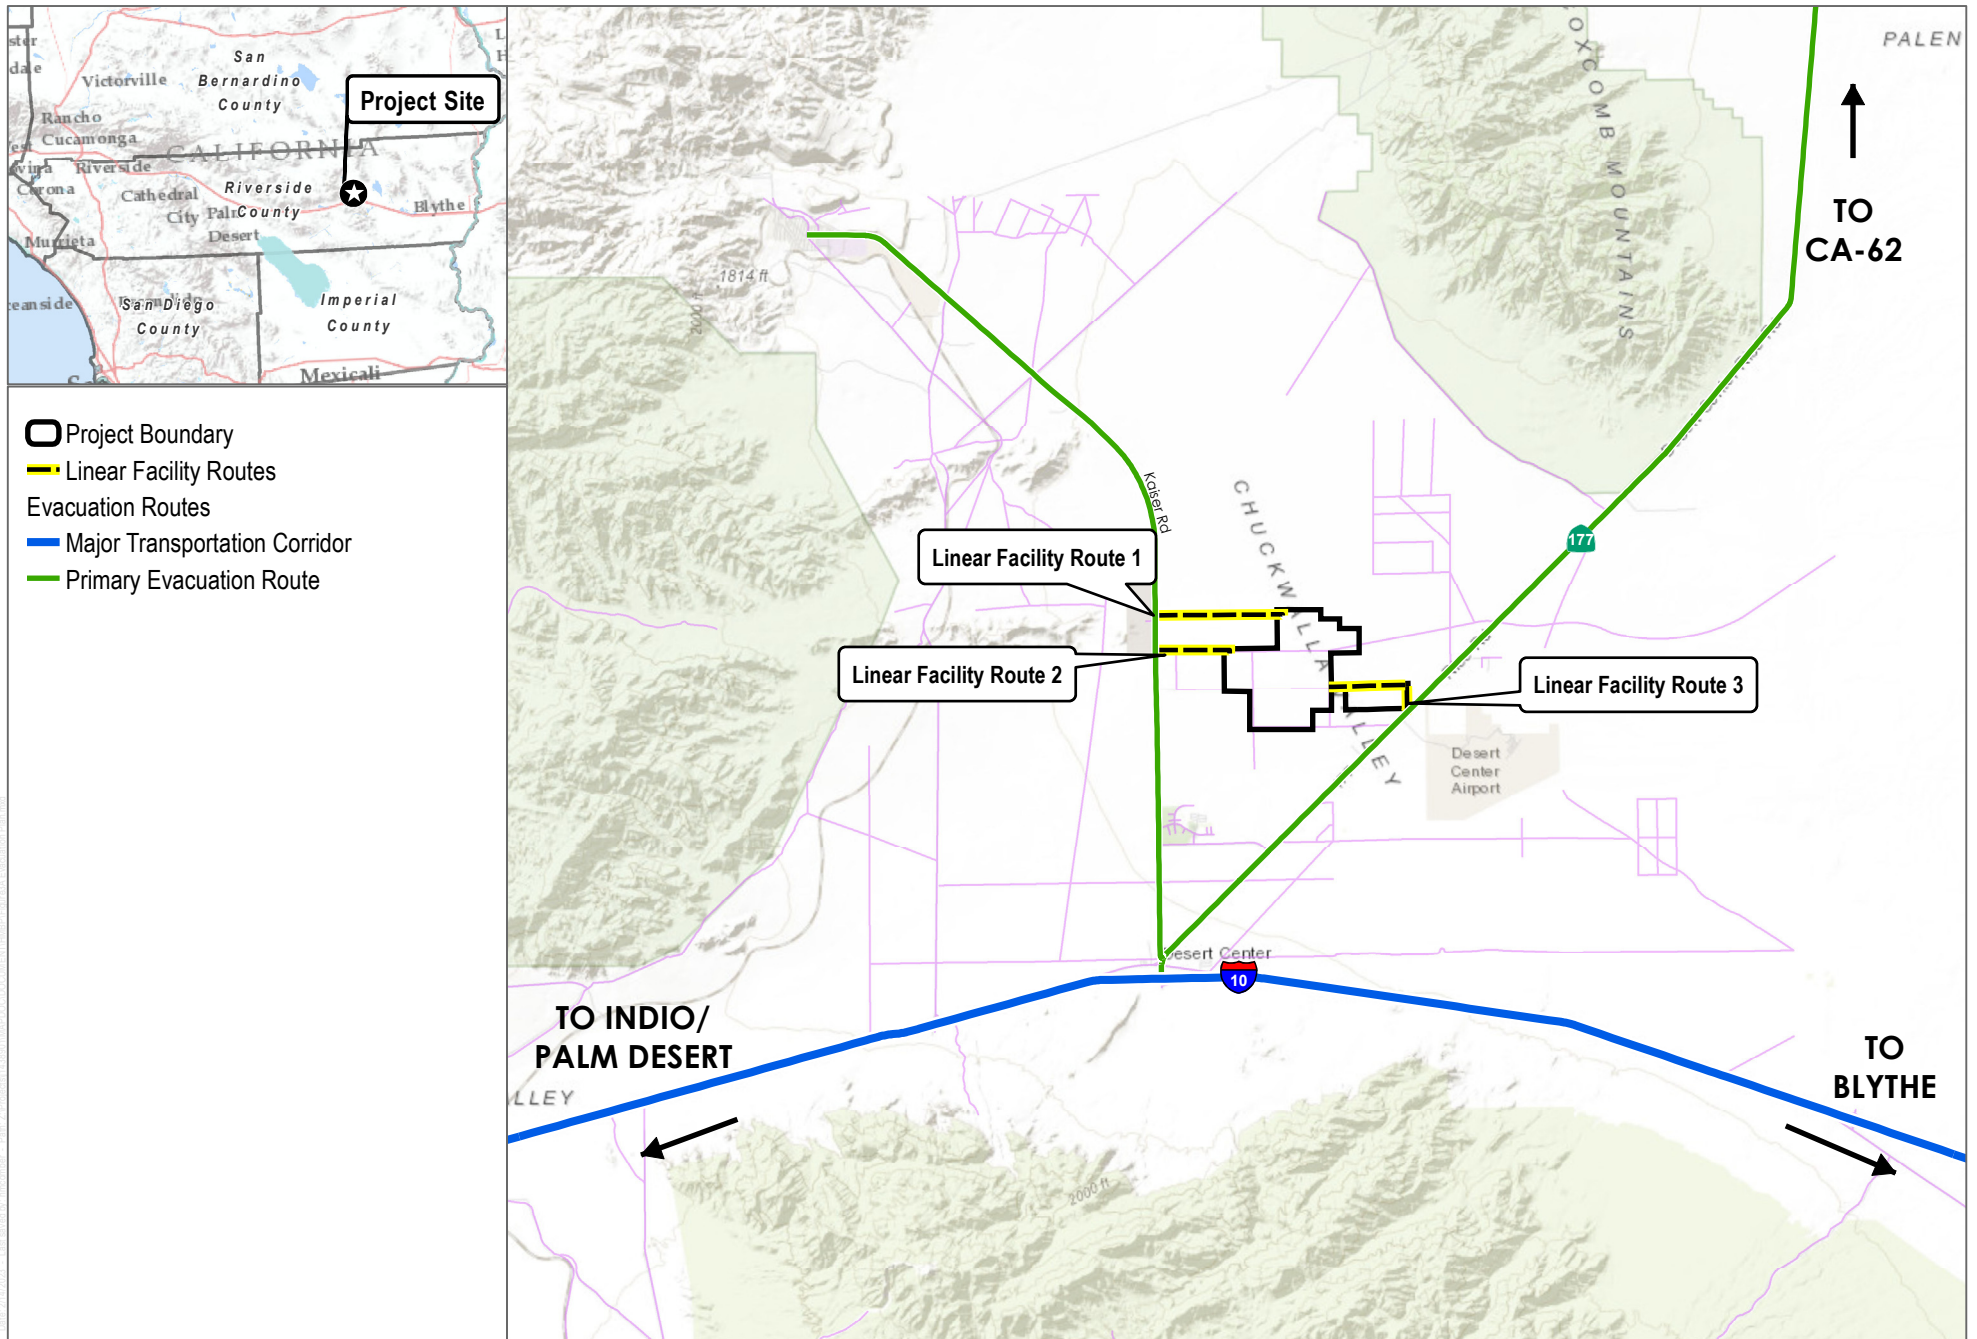 San
Bernardino
County
Victorville
Project Site
Rancho
Cucamonga
CALIFORNIA
Riverside
Corona
Cathedral
City
Palm
Desert
Riverside
County
Blythe
Murrieta
San Diego
County
Imperial
County
Mexicali
Project Boundary
Linear Facility Routes
Evacuation Routes
Major Transportation Corridor
Primary Evacuation Route
PALEN
COXCOMB MOUNTAINS
TO
CA-62
1814 ft
2000 ft
Kaiser Rd
CHUCKWALLA VALLEY
177
Linear Facility Route 1
Linear Facility Route 2
Linear Facility Route 3
Desert
Center
Airport
Desert Center
10
TO INDIO/
PALM DESERT
TO
BLYTHE
LLEY
2000 ft